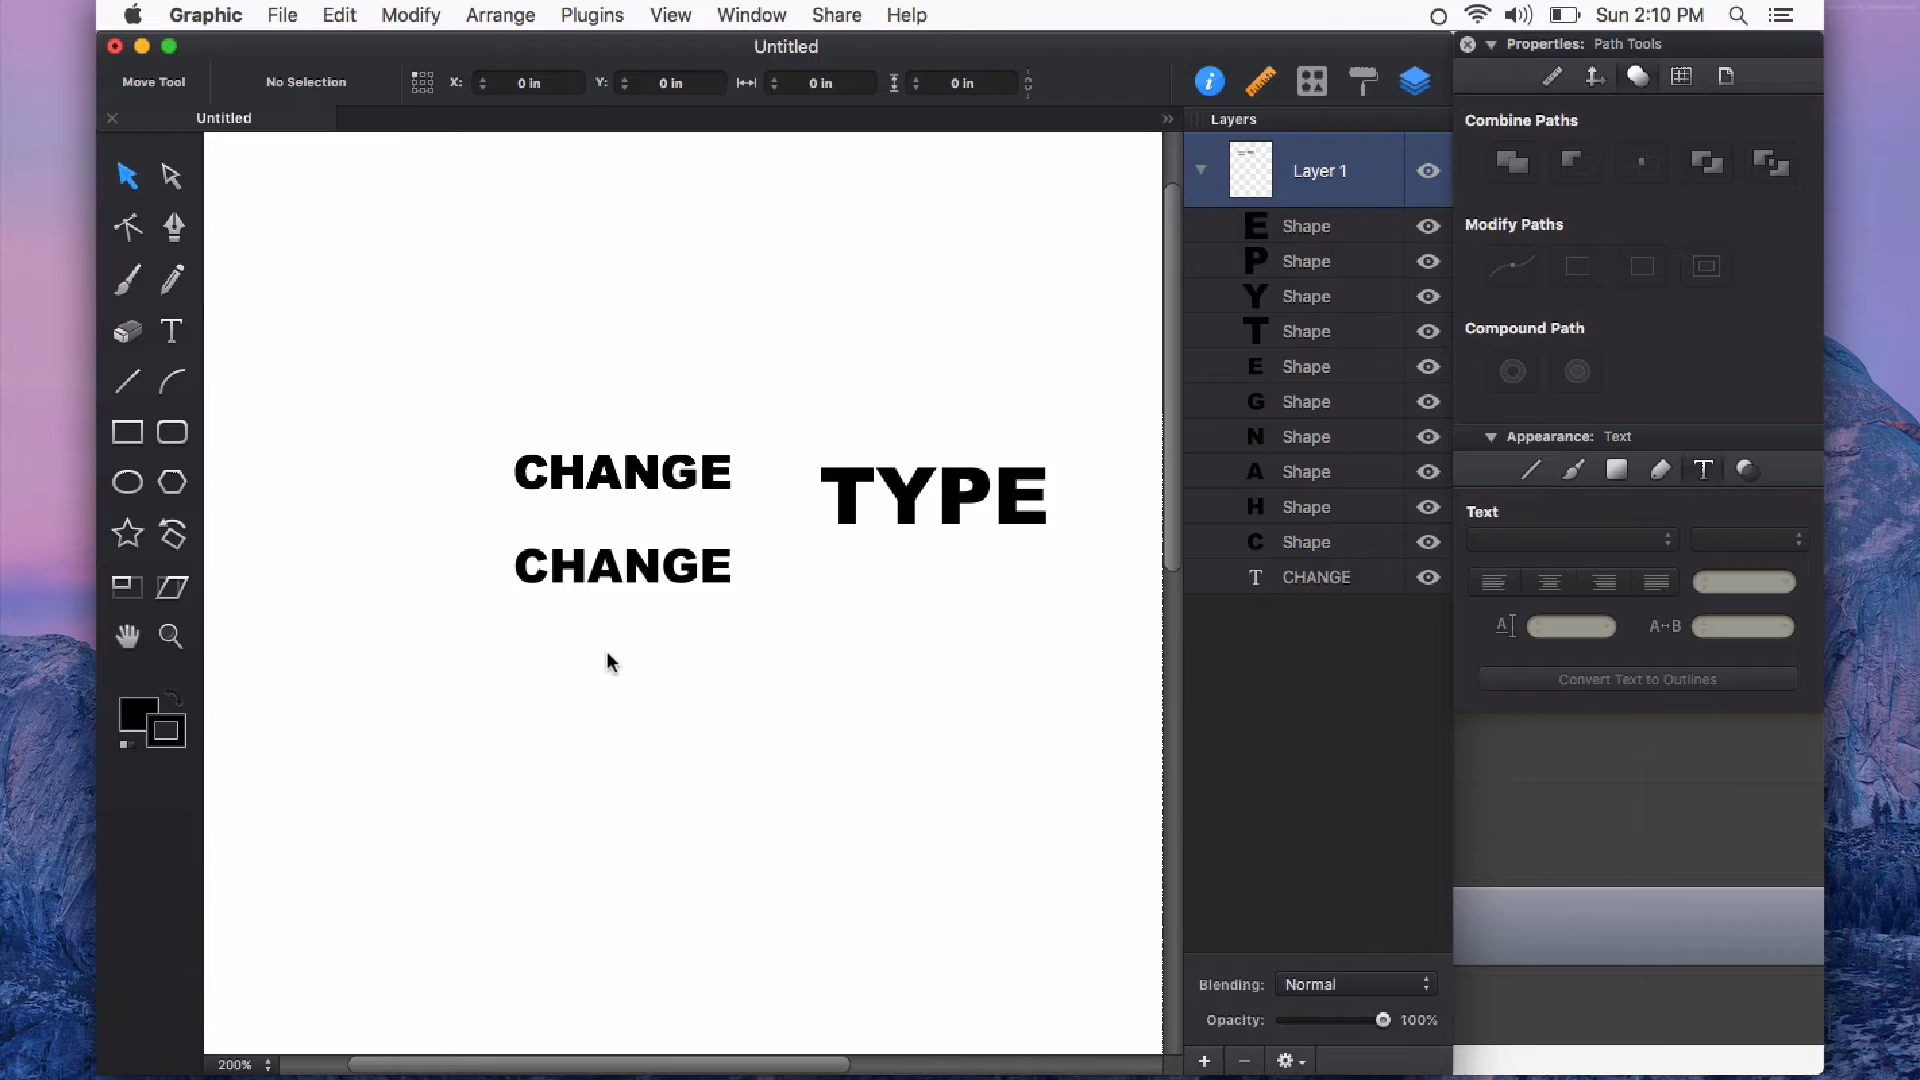 Graphic File Edit Modify Arrange Plugins View Window Share Help Sun 2:10 PM
Untitled
Properties: Path Tools
Move Tool No Selection X: 0 in Y: 0 in 0 in 0 in
Untitled
Layers
Combine Paths
Layer 1
Shape
Modify Paths
Shape
Shape
Shape
Compound Path
Shape
Shape
Shape
Appearance: Text
Shape
CHANGE
TYPE
Shape
Text
Shape
CHANGE
T CHANGE
A B
Convert Text to Outlines
Blending: Normal
Opacity: 100%
200%